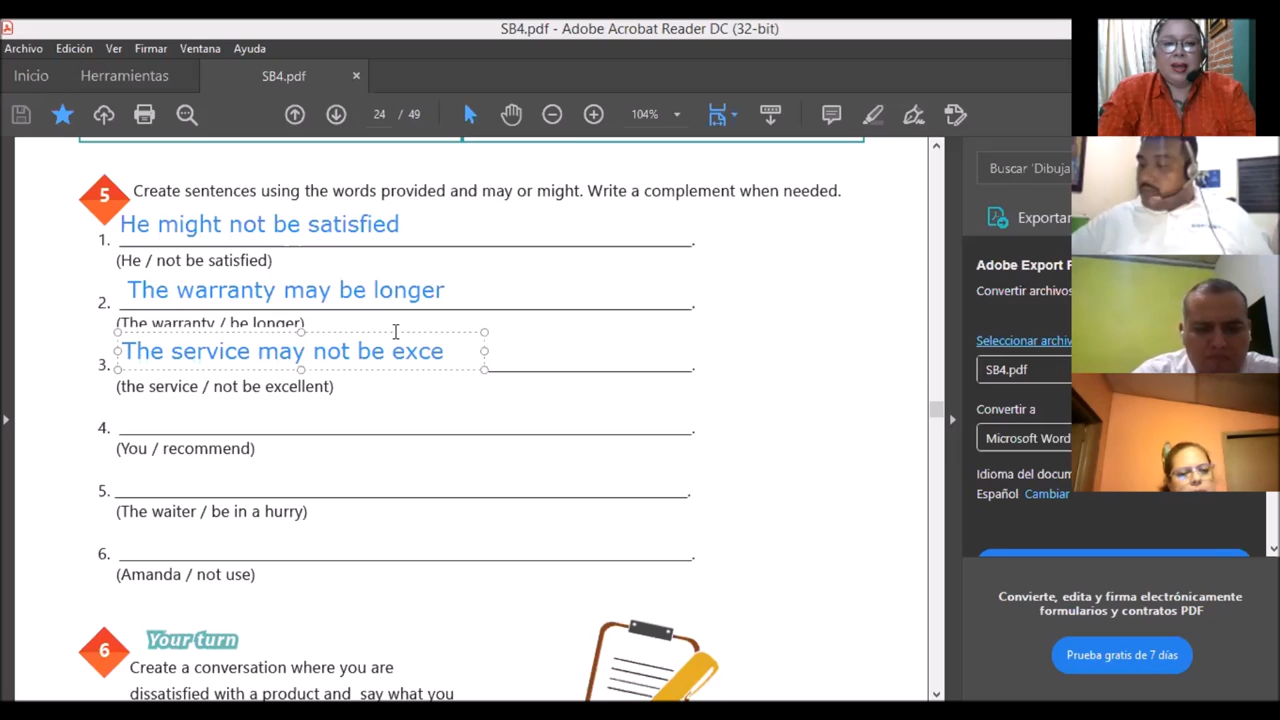 SB4.pdf - Adobe Acrobat Reader DC (32-bit)
Archivo Edición Ver Firmar Ventana Ayuda
Inicio Herramientas SB4.pdf ×
24 / 49 104%
5 Create sentences using the words provided and may or might. Write a complement when needed.
He might not be satisfied
1. ______.
(He / not be satisfied)
The warranty may be longer
2. ______.
(The warranty / be longer)
The service may not be exce
3. ______.
(the service / not be excellent)
4. ______.
(You / recommend)
5. ______.
(The waiter / be in a hurry)
6. ______.
(Amanda / not use)
6 Your turn
Create a conversation where you are
dissatisfied with a product and say what you
Buscar 'Dibuja
Exportar
Adobe Export P
Convertir archivos
Seleccionar archiv
SB4.pdf
Convertir a
Microsoft Word
Idioma del docum
Español Cambiar
Convierte, edita y firma electrónicamente
formularios y contratos PDF
Prueba gratis de 7 días